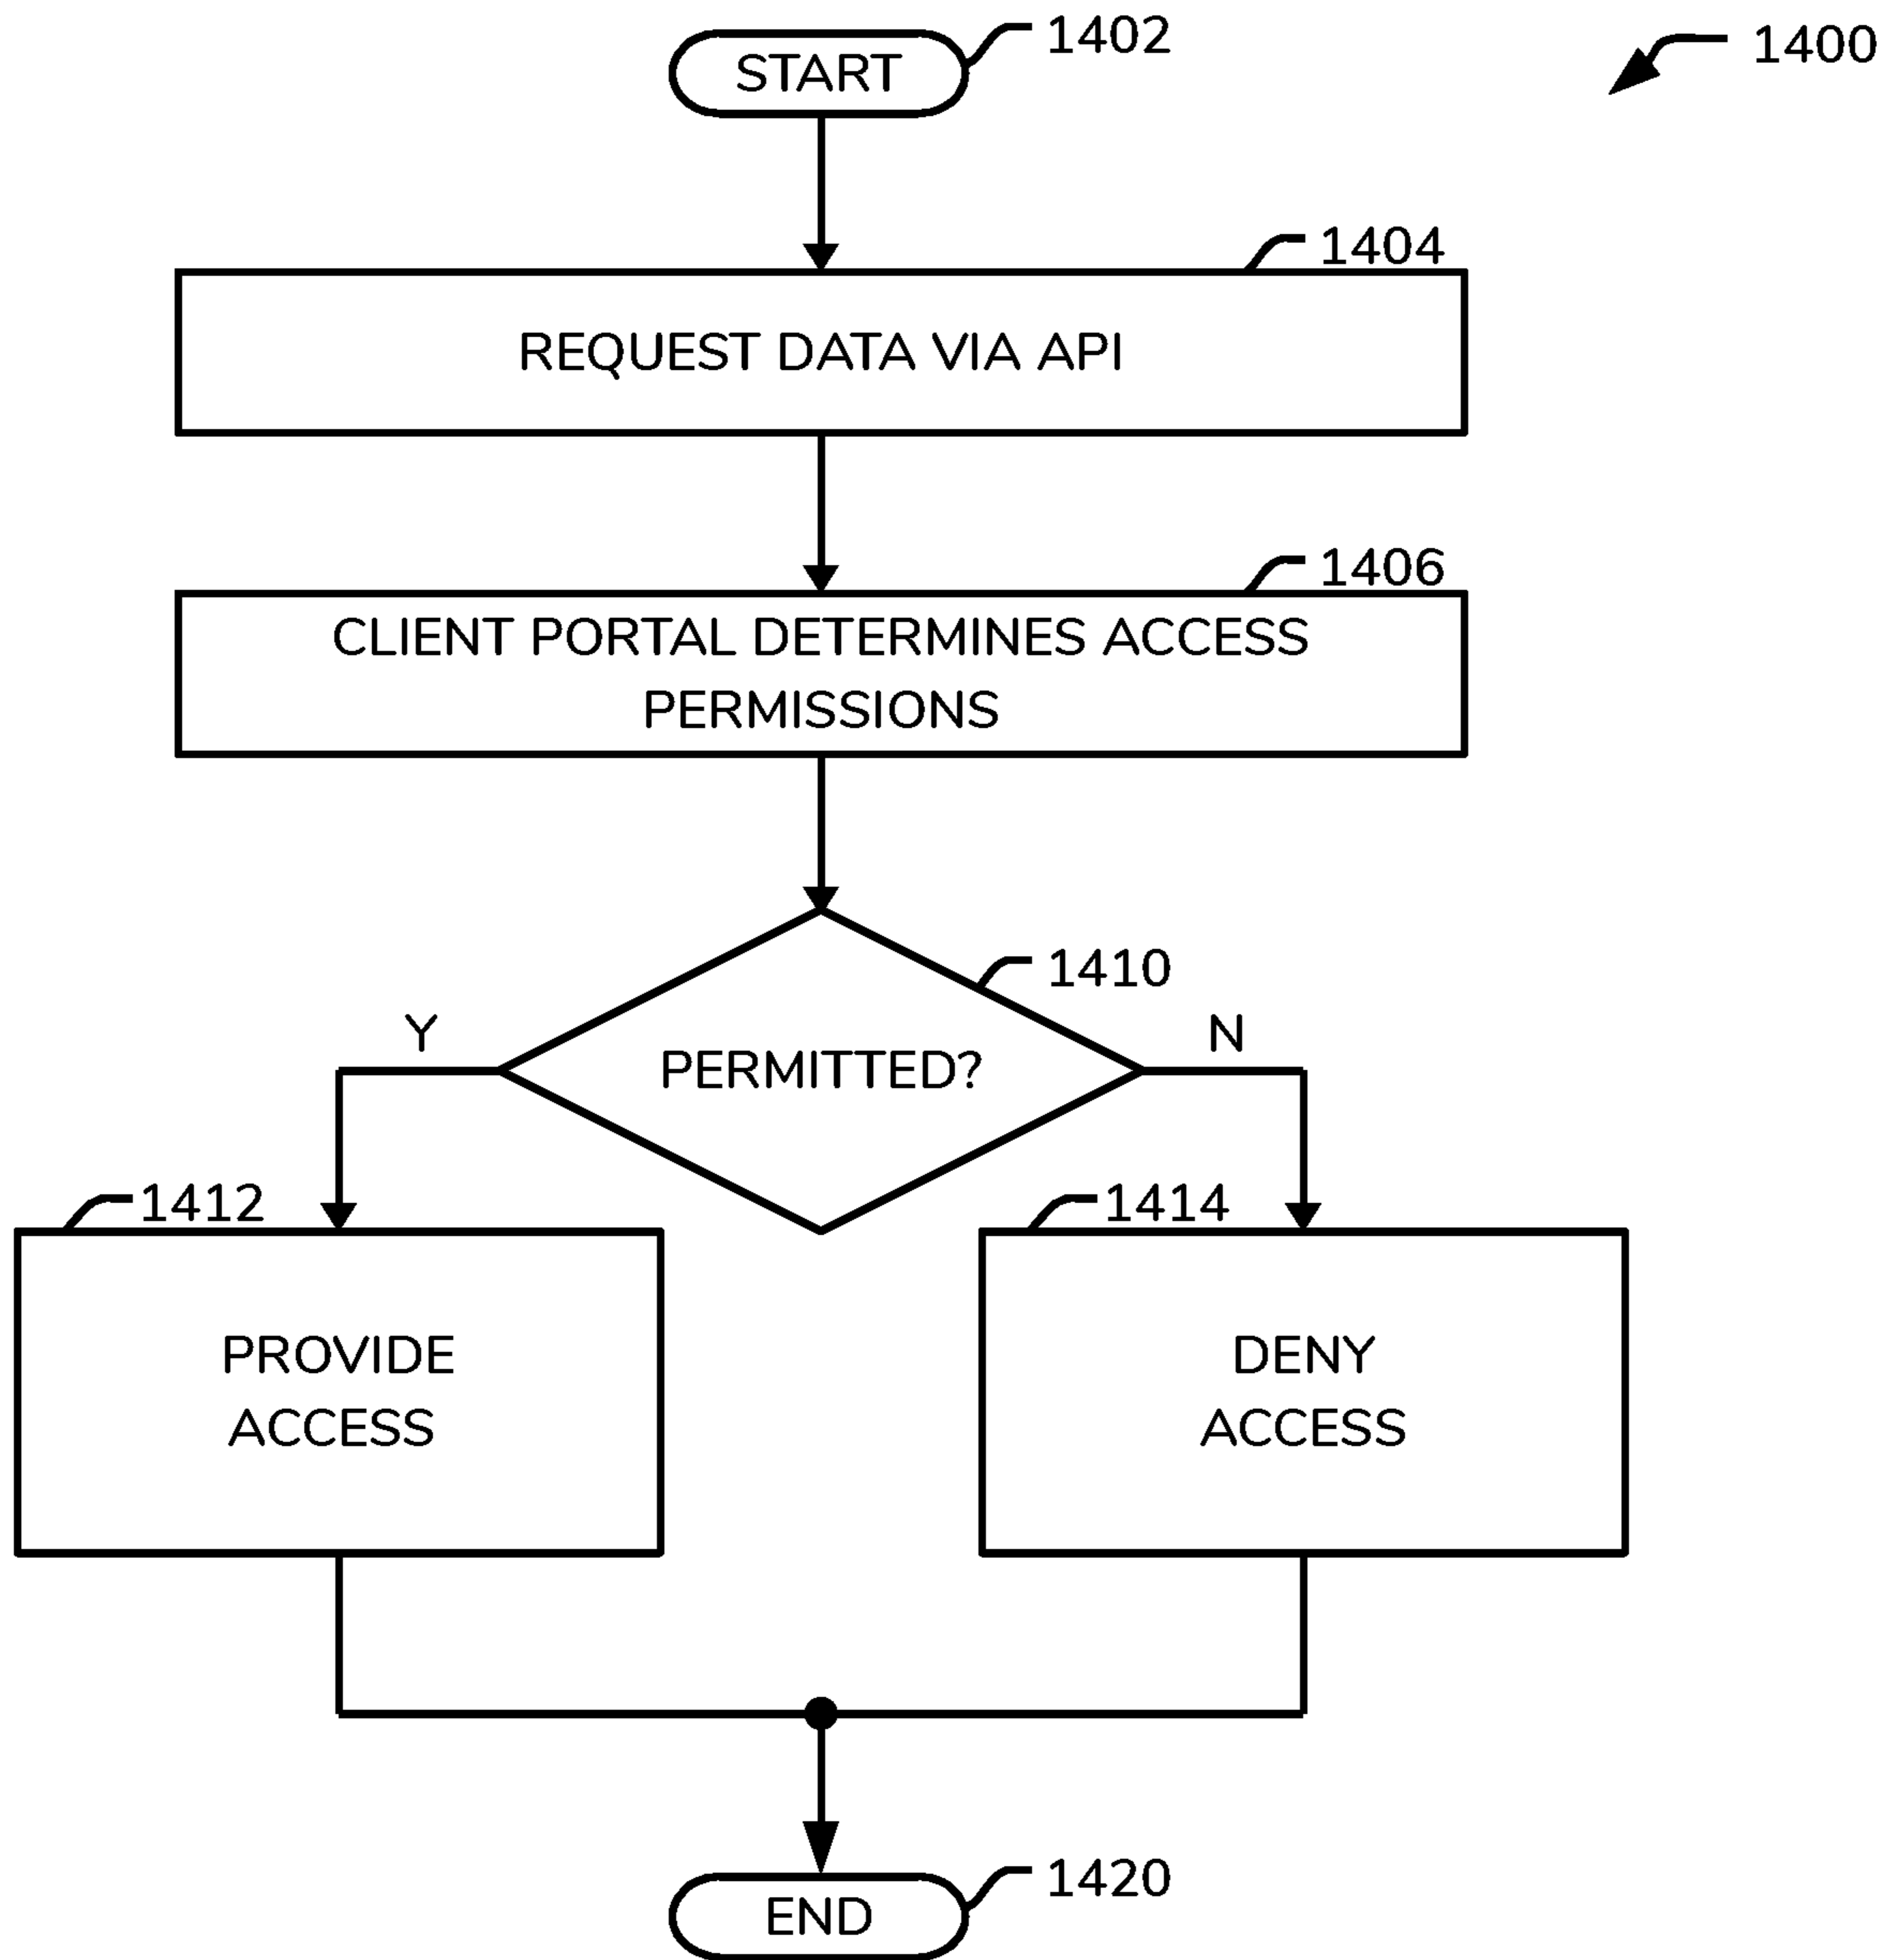 START
1402
1400
1404
REQUEST DATA VIA API
1406
CLIENT PORTAL DETERMINES ACCESS
PERMISSIONS
1410
Y
N
PERMITTED?
1412
1414
PROVIDE
ACCESS
DENY
ACCESS
1420
END